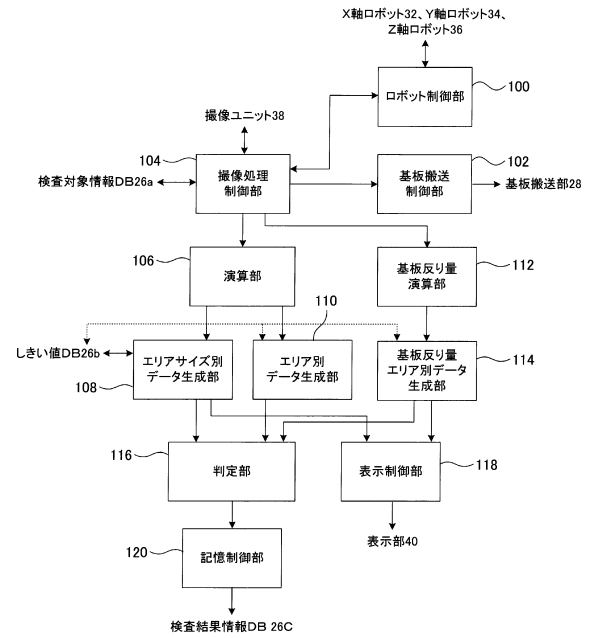 X軸ロボット32、Y軸ロボット34、
Z軸ロボット36
100
ロボット制御部
撮像ユニット38
104
撮像処理
制御部
検査対象情報DB26a
102
基板搬送
制御部
基板搬送部28
106
演算部
112
基板反り量
演算部
110
しきい値DB26b
エリアサイズ別
データ生成部
108
エリア別
データ生成部
基板反り量
エリア別データ
生成部
114
116
判定部
表示制御部
118
120
記憶制御部
表示部40
検査結果情報DB 26C